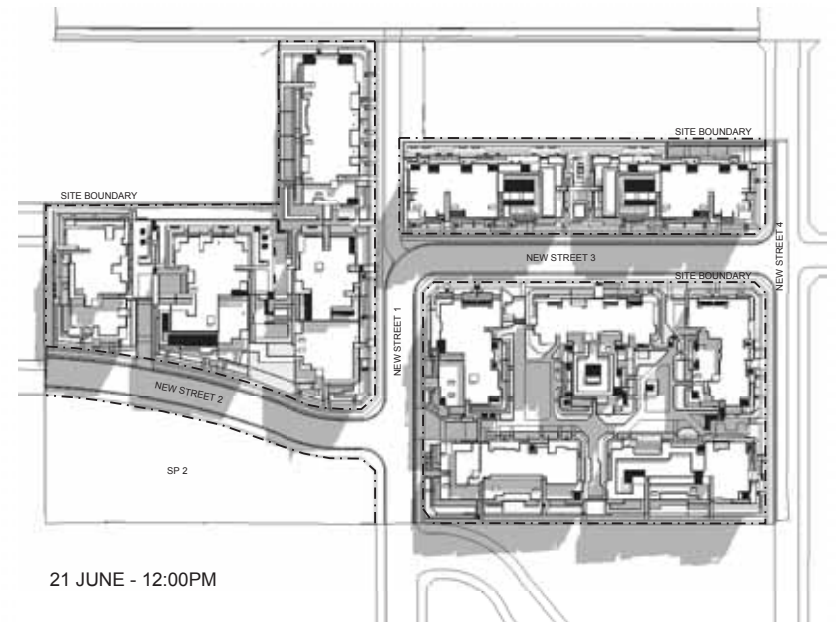 SITE BOUNDARY
SITE BOUNDARY
NEW STREET 4
NEW STREET 3
SITE BOUNDARY
NEW STREET 1
NEW STREET 2
SP 2
21 JUNE - 12:00PM